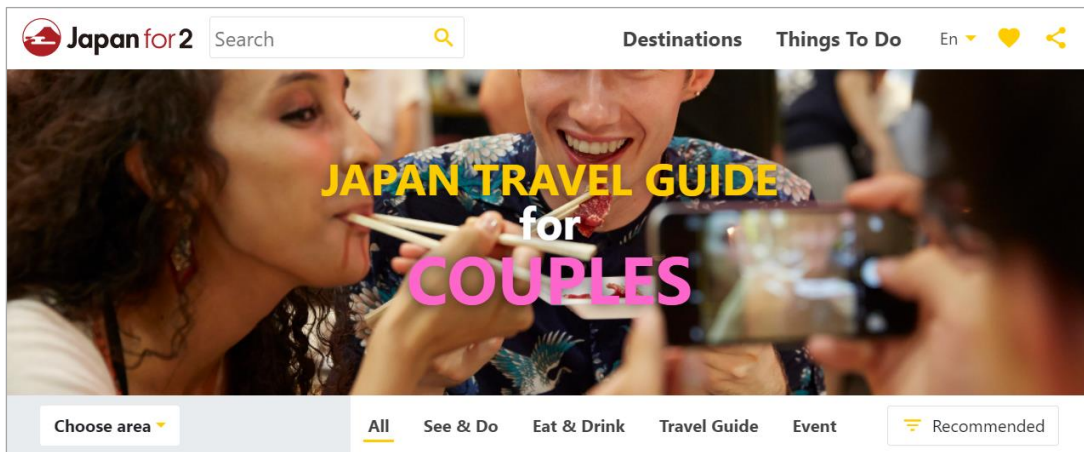 Japan for 2
Search
Destinations
Things To Do
En
JAPAN TRAVEL GUIDE
for
COUPLES
Choose area
All
See & Do
Eat & Drink
Travel Guide
Event
Recommended